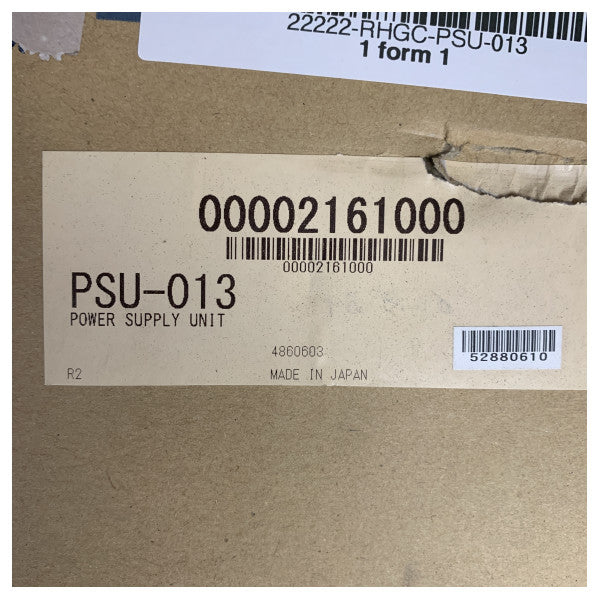 22222-RHGC-PSU-013
1 form 1
00002161000
00002161000
PSU-013
POWER SUPPLY UNIT
4860603
52880610
R2
MADE IN JAPAN